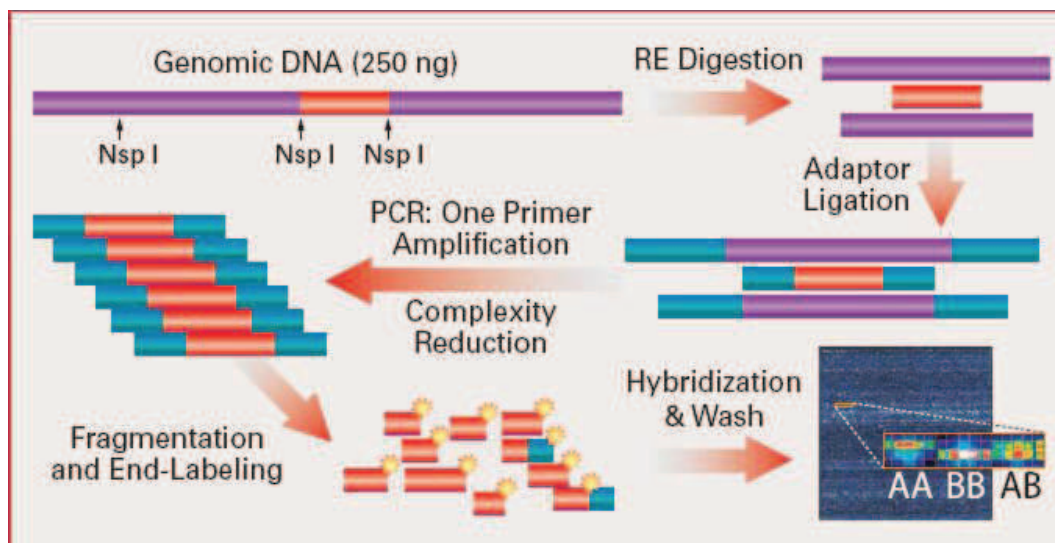 Genomic DNA (250 ng)
RE Digestion
Nsp I
Nsp I
Nsp I
Adaptor
Ligation
PCR: One Primer
Amplification
Complexity
Reduction
Fragmentation
and End-Labeling
Hybridization
& Wash
AA BB AB